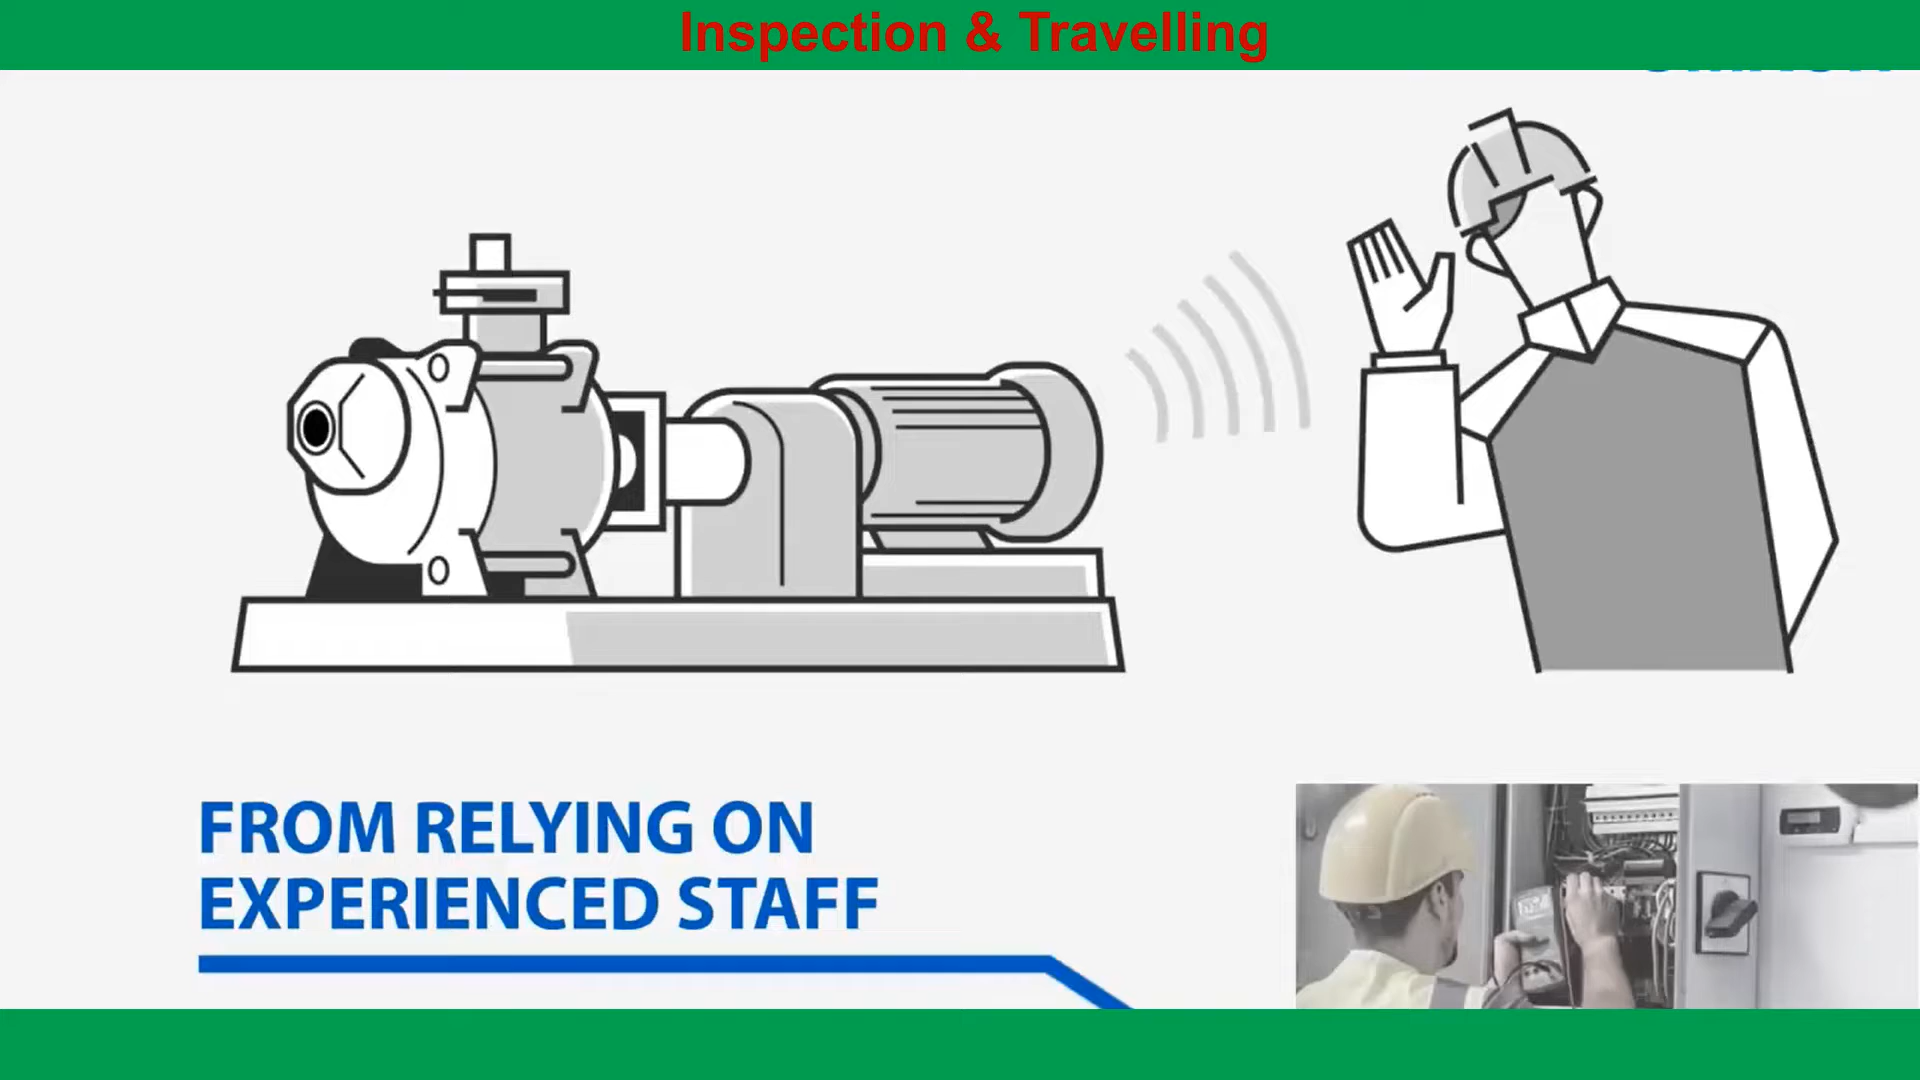 Inspection & Travelling
FROM RELYING ON
EXPERIENCED STAFF